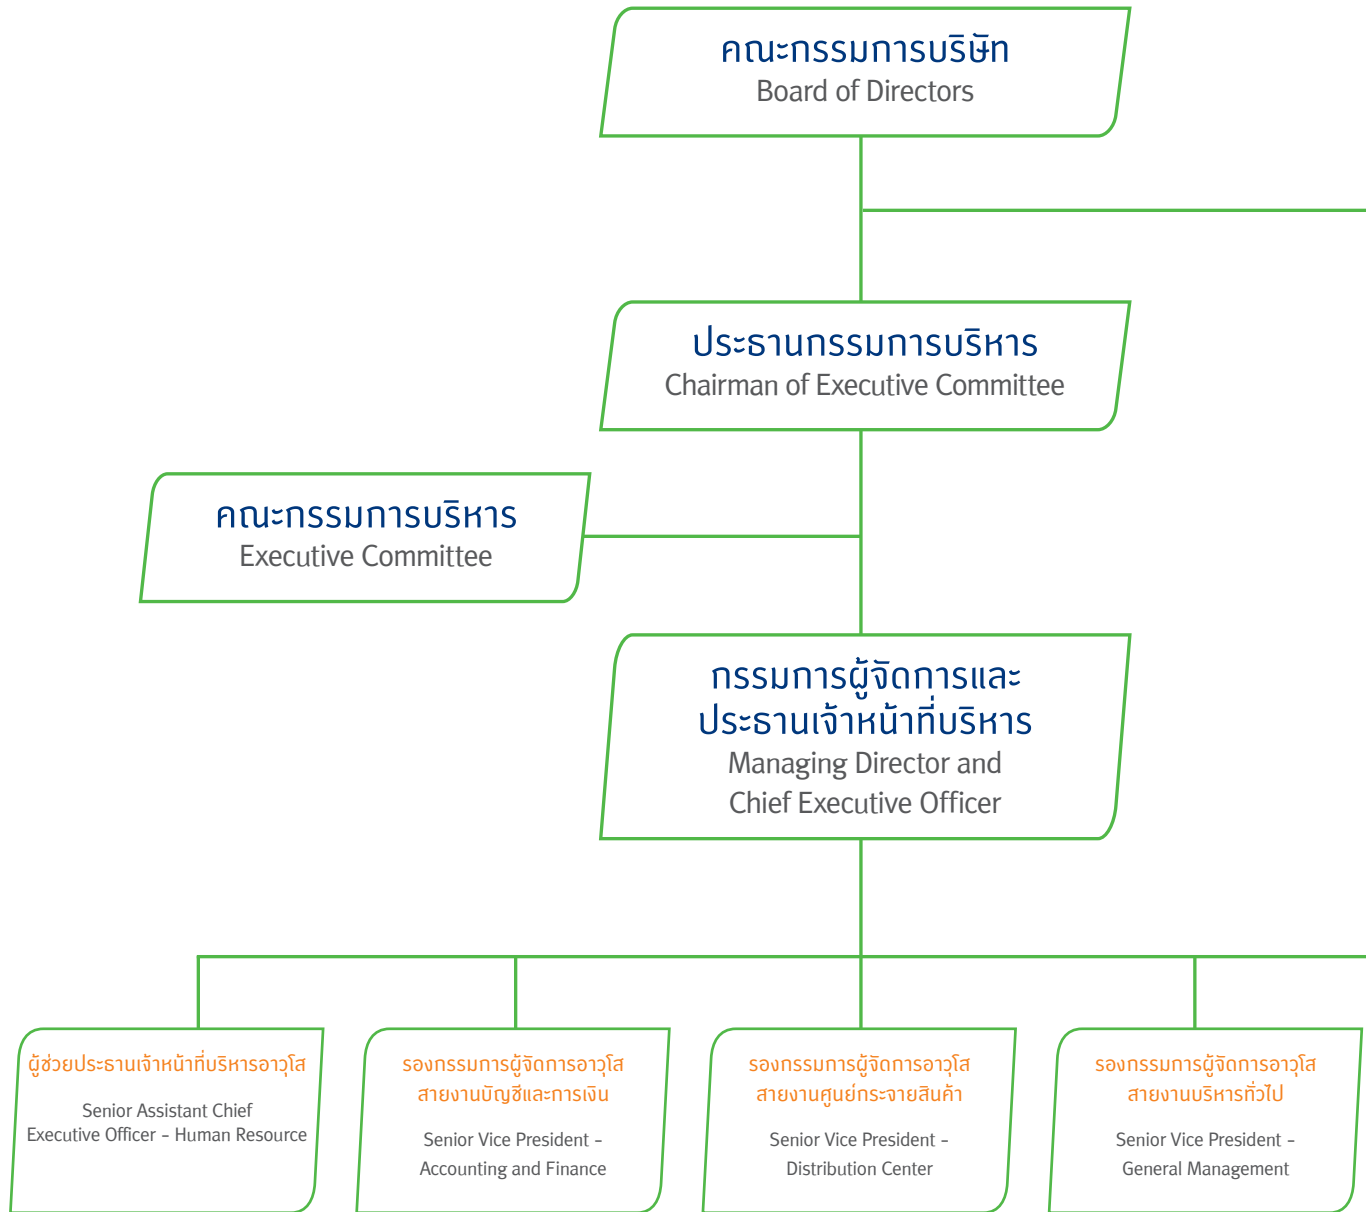 คณะกรรมการบริษัท
Board of Directors
ประธานกรรมการบริหาร
Chairman of Executive Committee
คณะกรรมการบริหาร
Executive Committee
กรรมการผู้จัดการและ
ประธานเจ้าหน้าที่บริหาร
Managing Director and
Chief Executive Officer
ผู้ช่วยประธานเจ้าหน้าที่บริหารอาวุโส
Senior Assistant Chief
Executive Officer – Human Resource
รองกรรมการผู้จัดการอาวุโส
สายงานบัญชีและการเงิน
Senior Vice President –
Accounting and Finance
รองกรรมการผู้จัดการอาวุโส
สายงานศูนย์กระจายสินค้า
Senior Vice President –
Distribution Center
รองกรรมการผู้จัดการอาวุโส
สายงานบริหารทั่วไป
Senior Vice President –
General Management